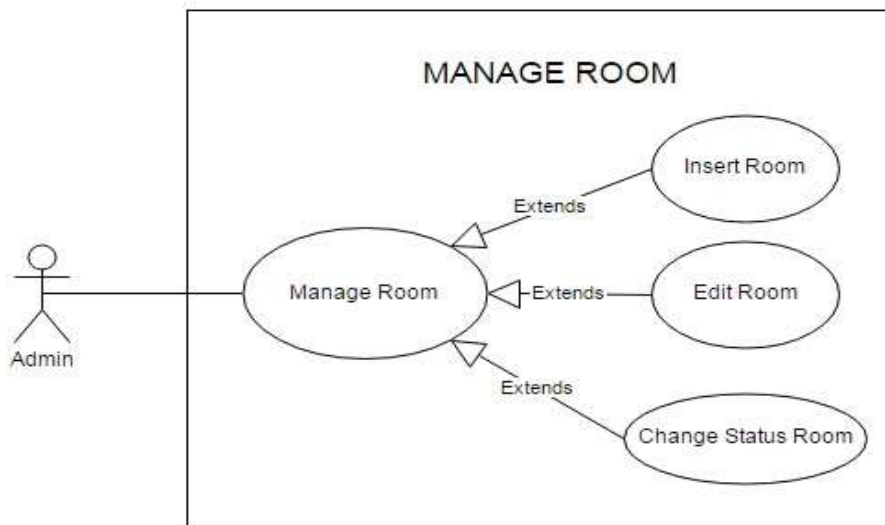 MANAGE ROOM
Insert Room
Extends
Manage Room
Extends
Edit Room
Admin
Extends
Change Status Room